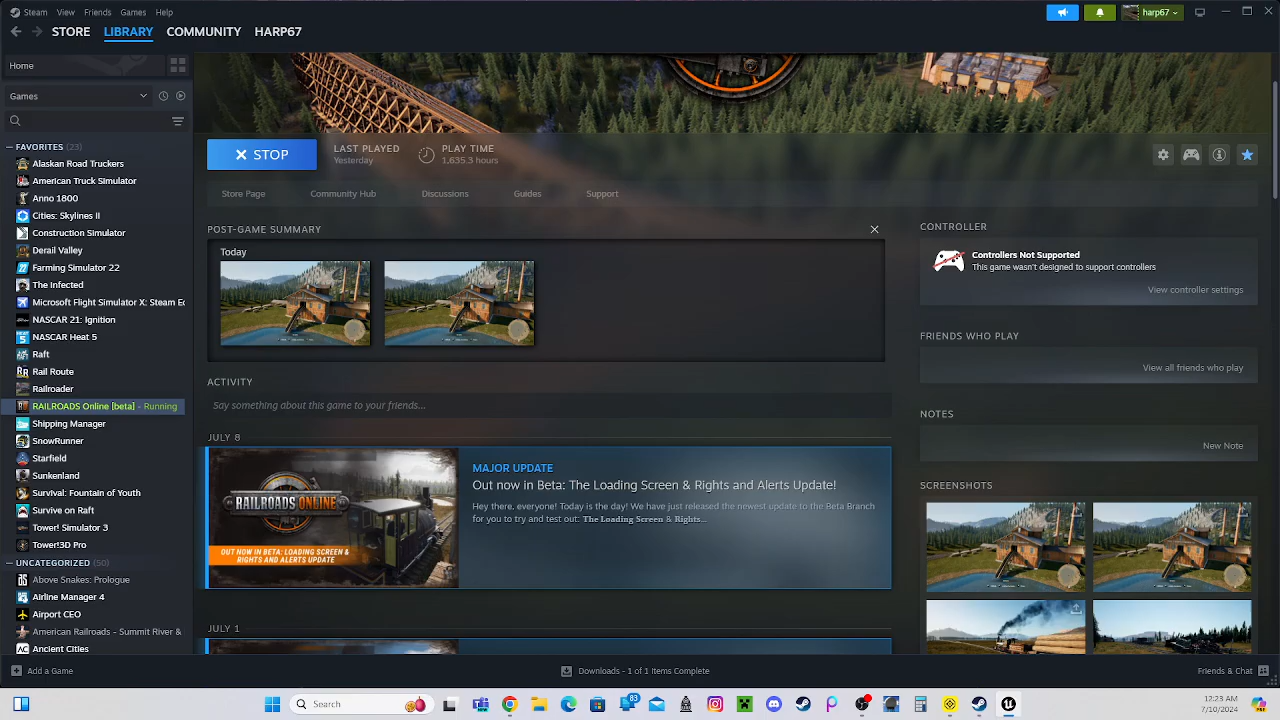 Steam View Friends Games Help
harp67
STORE LIBRARY COMMUNITY HARP67
Home
Games
FAVORITES (23)
Alaskan Road Truckers
American Truck Simulator
Anno 1800
Cities: Skylines II
Construction Simulator
Derail Valley
Farming Simulator 22
The Infected
Microsoft Flight Simulator X: Steam Ec
NASCAR 21: Ignition
NASCAR Heat 5
Raft
Rail Route
Railroader
RAILROADS Online [beta] - Running
Shipping Manager
SnowRunner
Starfield
Sunkenland
Survival: Fountain of Youth
Survive on Raft
Tower! Simulator 3
Tower!3D Pro
UNCATEGORIZED (50)
Above Snakes: Prologue
Airline Manager 4
Airport CEO
American Railroads - Summit River &
Ancient Cities
Add a Game
STOP
LAST PLAYED
Yesterday
PLAY TIME
1,635.3 hours
Store Page Community Hub Discussions Guides Support
POST-GAME SUMMARY
Today
ACTIVITY
Say something about this game to your friends...
JULY 8
RAILROADS ONLINE
OUT NOW IN BETA: LOADING SCREEN &
RIGHTS AND ALERTS UPDATE
MAJOR UPDATE
Out now in Beta: The Loading Screen & Rights and Alerts Update!
Hey there, everyone! Today is the day! We have just released the newest update to the Beta Branch
for you to try and test out: The Loading Screen & Rights...
JULY 1
CONTROLLER
Controllers Not Supported
This game wasn't designed to support controllers
View controller settings
FRIENDS WHO PLAY
View all friends who play
NOTES
New Note
SCREENSHOTS
Downloads - 1 of 1 Items Complete
Friends & Chat
Search
83
12:23 AM
7/10/2024